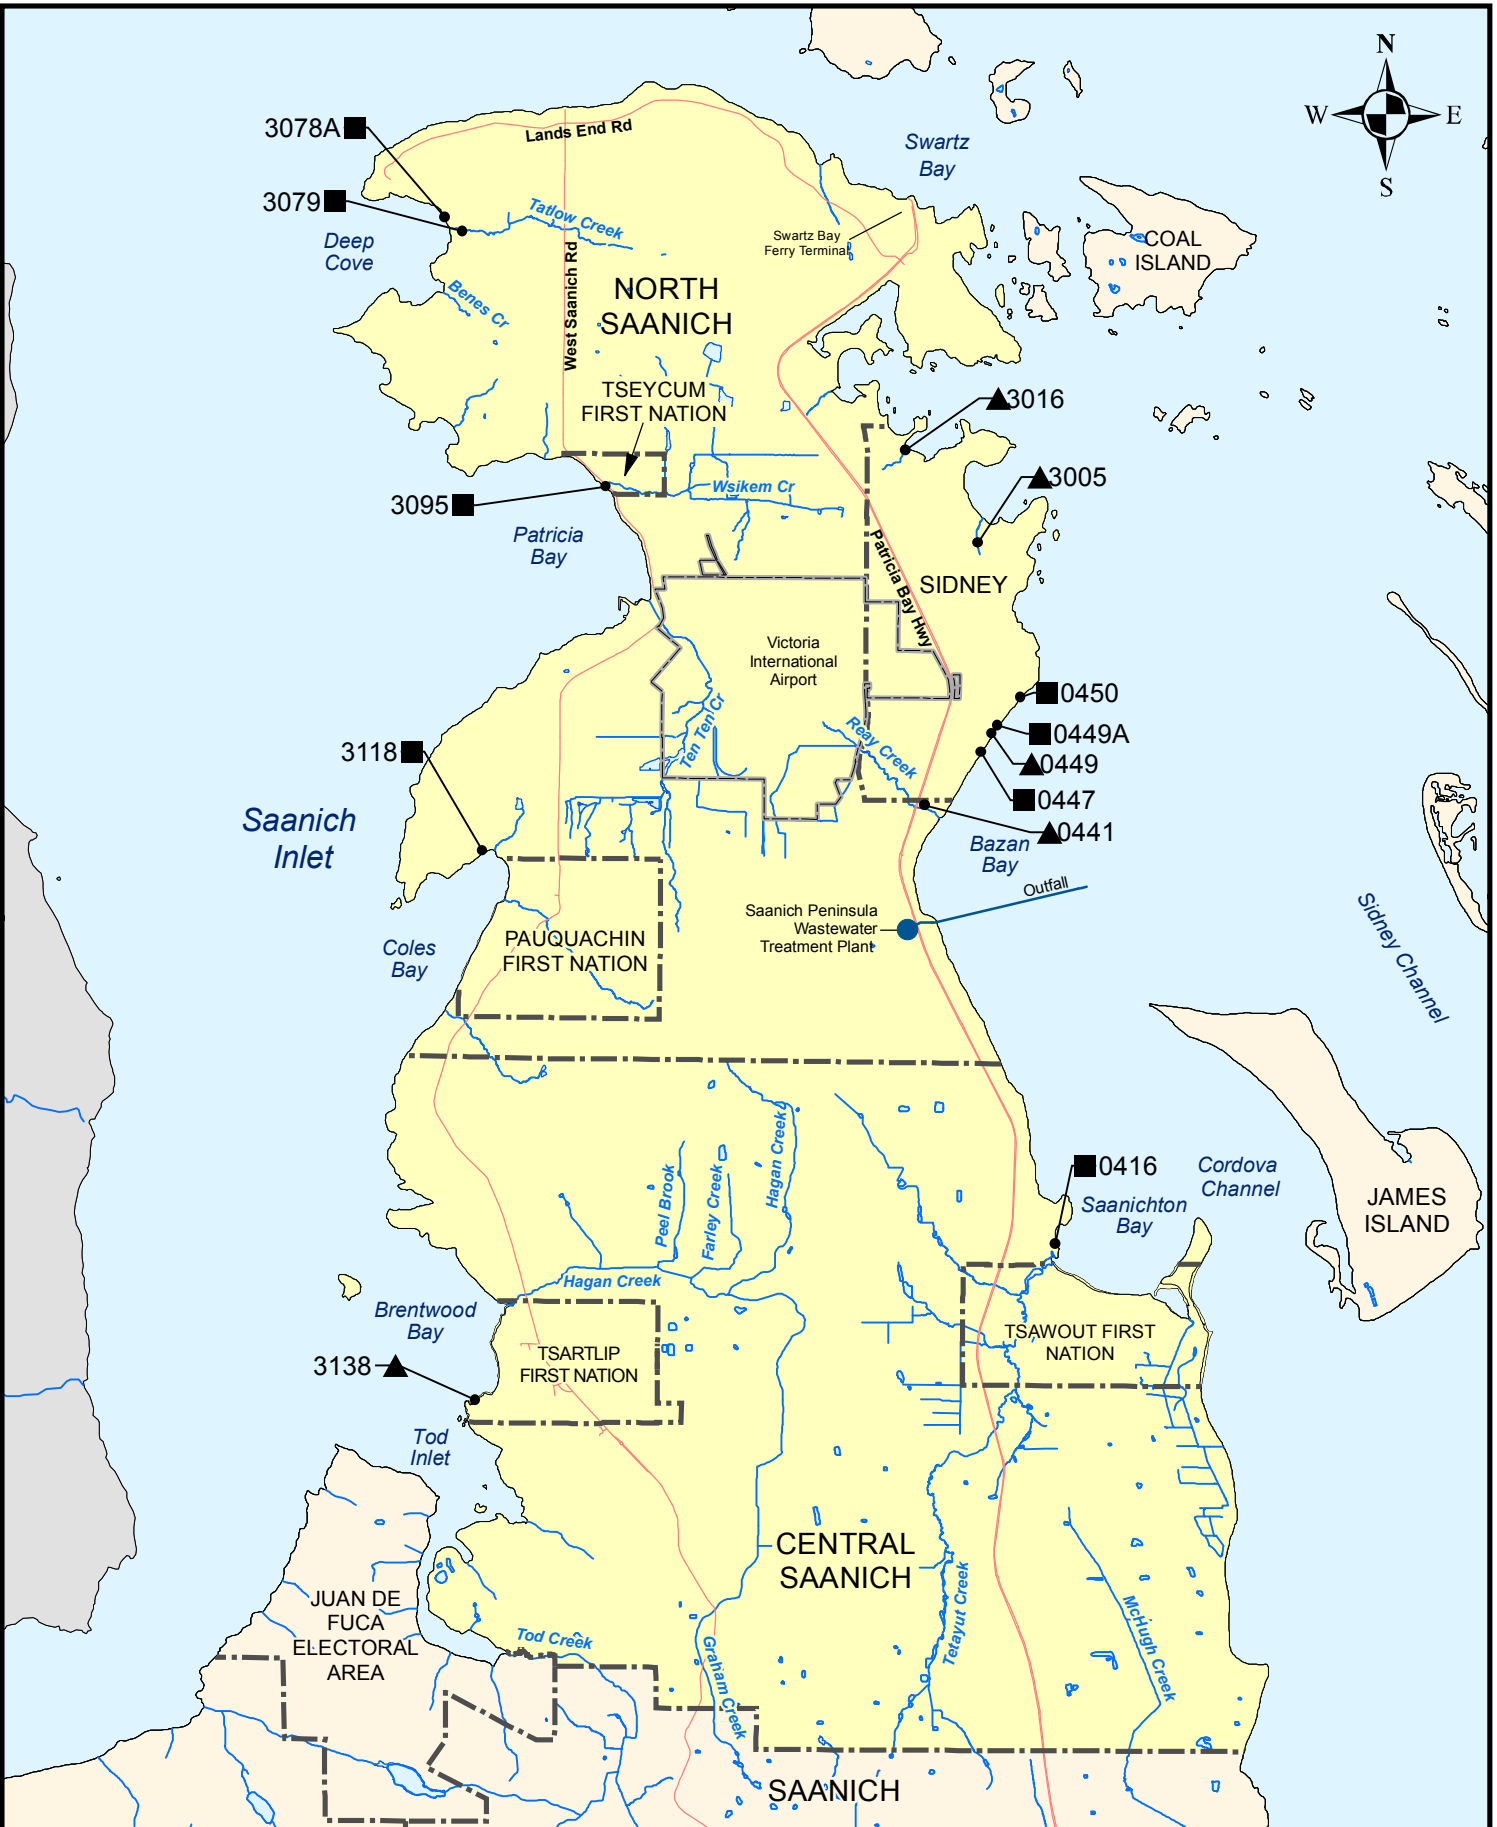 N
W
E
S
3078A
Lands End Rd
Swartz
Bay
3079
Tatlow Creek
Deep
Cove
Swartz Bay
Ferry Terminal
COAL
ISLAND
West Saanich Rd
Benes Cr
NORTH
SAANICH
TSEYCUM
FIRST NATION
3016
3005
3095
Wsikem Cr
Patricia
Bay
Patricia Bay Hwy
SIDNEY
Victoria
International
Airport
0450
Ten Ten Cr
Reay Creek
0449A
3118
0449
0447
Saanich
Inlet
0441
Bazan
Bay
Outfall
Saanich Peninsula
Wastewater
Treatment Plant
Sidney Channel
PAUQUACHIN
FIRST NATION
Coles
Bay
Peel Brook
Farley Creek
Hagan Creek
0416
Cordova
Channel
Saanichton
Bay
JAMES
ISLAND
Hagan Creek
Brentwood
Bay
TSAWOUT FIRST
NATION
3138
TSARTLIP
FIRST NATION
Tod
Inlet
CENTRAL
SAANICH
JUAN DE
FUCA
ELECTORAL
AREA
Tod Creek
Graham Creek
Tetayut Creek
McHugh Creek
SAANICH